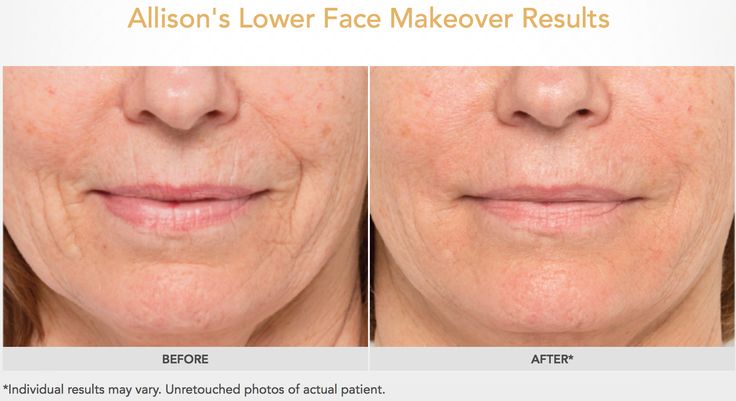 Allison's Lower Face Makeover Results
BEFORE
AFTER*
*Individual results may vary. Unretouched photos of actual patient.